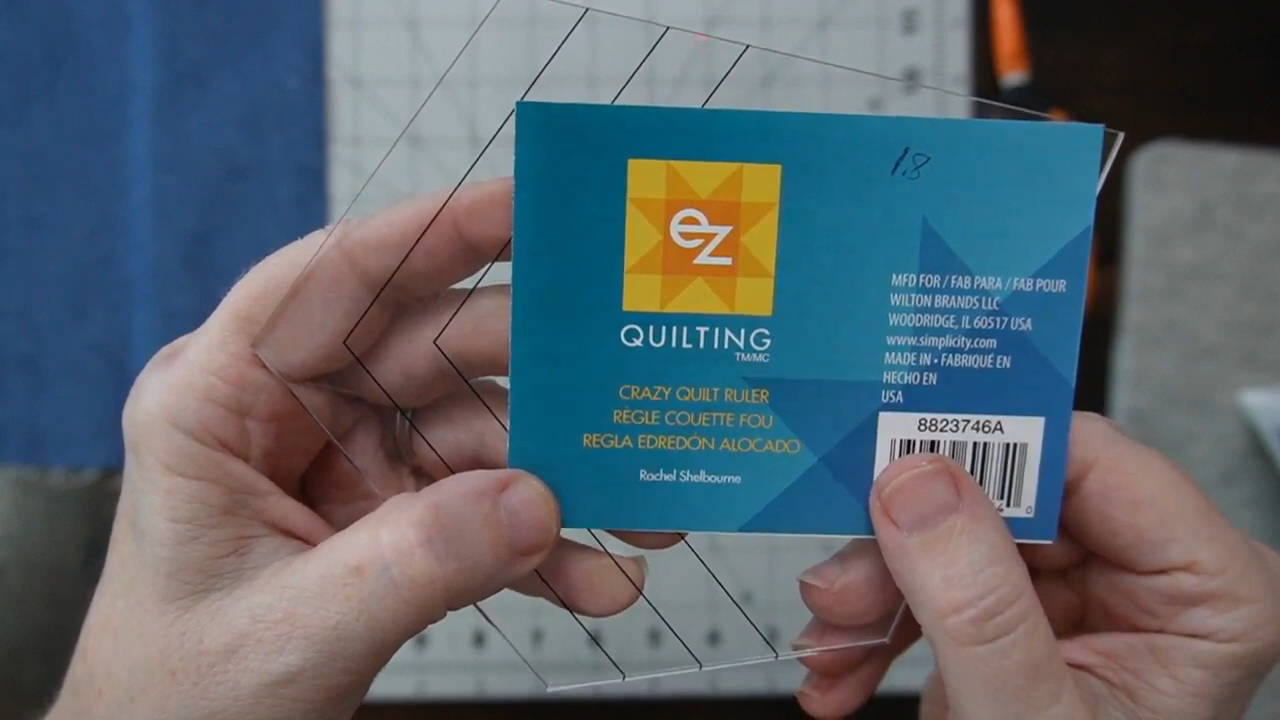 1.8
ez
QUILTING
TM/MC
CRAZY QUILT RULER
RÈGLE COUETTE FOU
REGLA EDREDÓN ALOCADO
Rachel Shelbourne
MFD FOR / FAB PARA / FAB POUR
WILTON BRANDS LLC
WOODRIDGE, IL 60517 USA
www.simplicity.com
MADE IN • FABRIQUÉ EN
HECHO EN
USA
8823746A